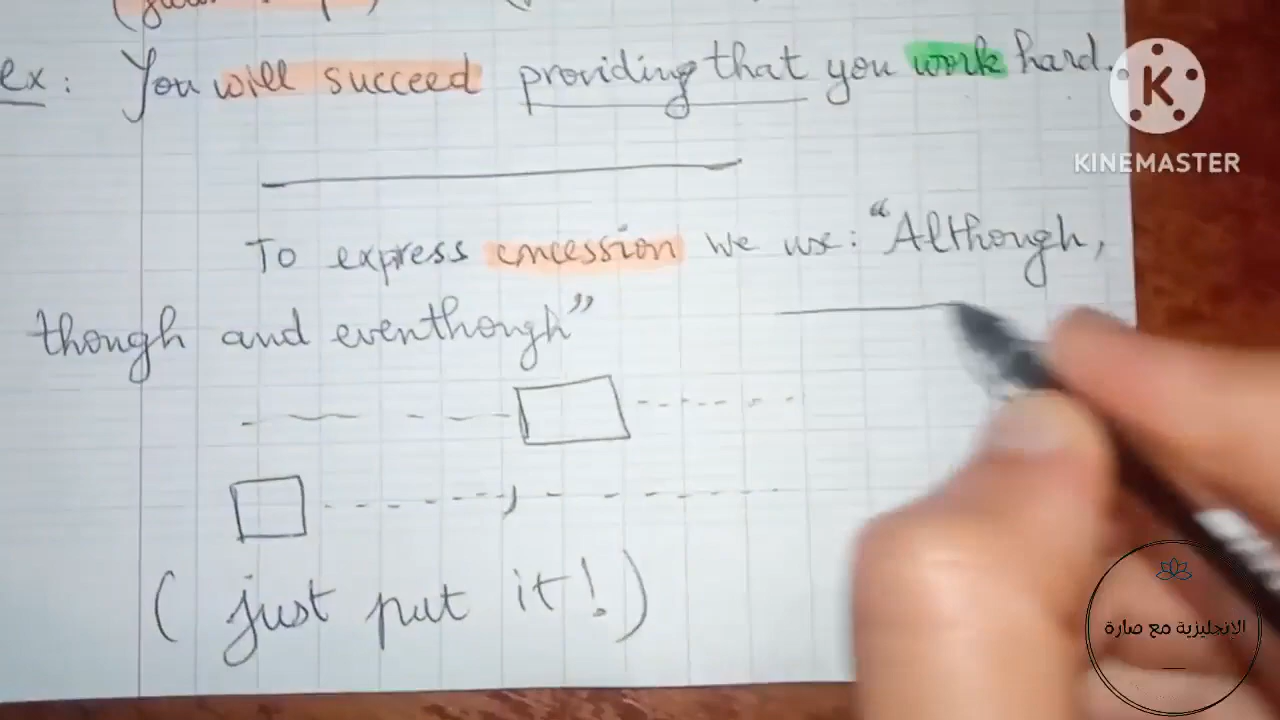 ex: You will succeed providing that you work hard.
KINEMASTER
To express concession we use: "Although,
though and eventhough"
(just put it!)
الانجليزية مع صارة